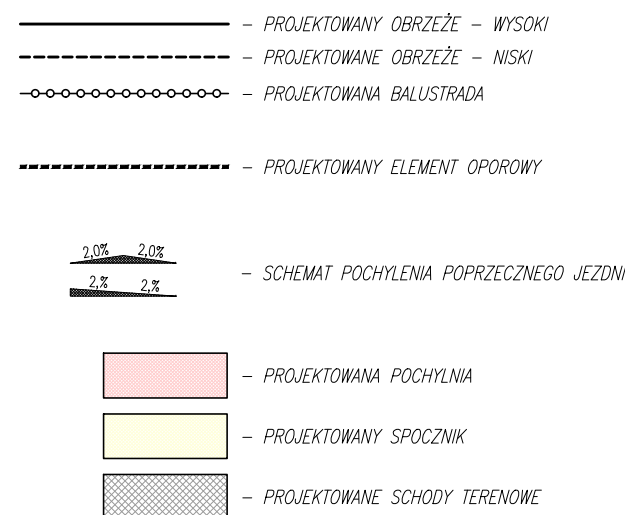 – PROJEKTOWANY OBRZEŻE – WYSOKI
– PROJEKTOWANE OBRZEŻE – NISKI
– PROJEKTOWANA BALUSTRADA
– PROJEKTOWANY ELEMENT OPOROWY
2,0% 2,0%
2,% 2,%
– SCHEMAT POCHYLENIA POPRZECZNEGO JEZDNI
– PROJEKTOWANA POCHYLNIA
– PROJEKTOWANY SPOCZNIK
– PROJEKTOWANE SCHODY TERENOWE